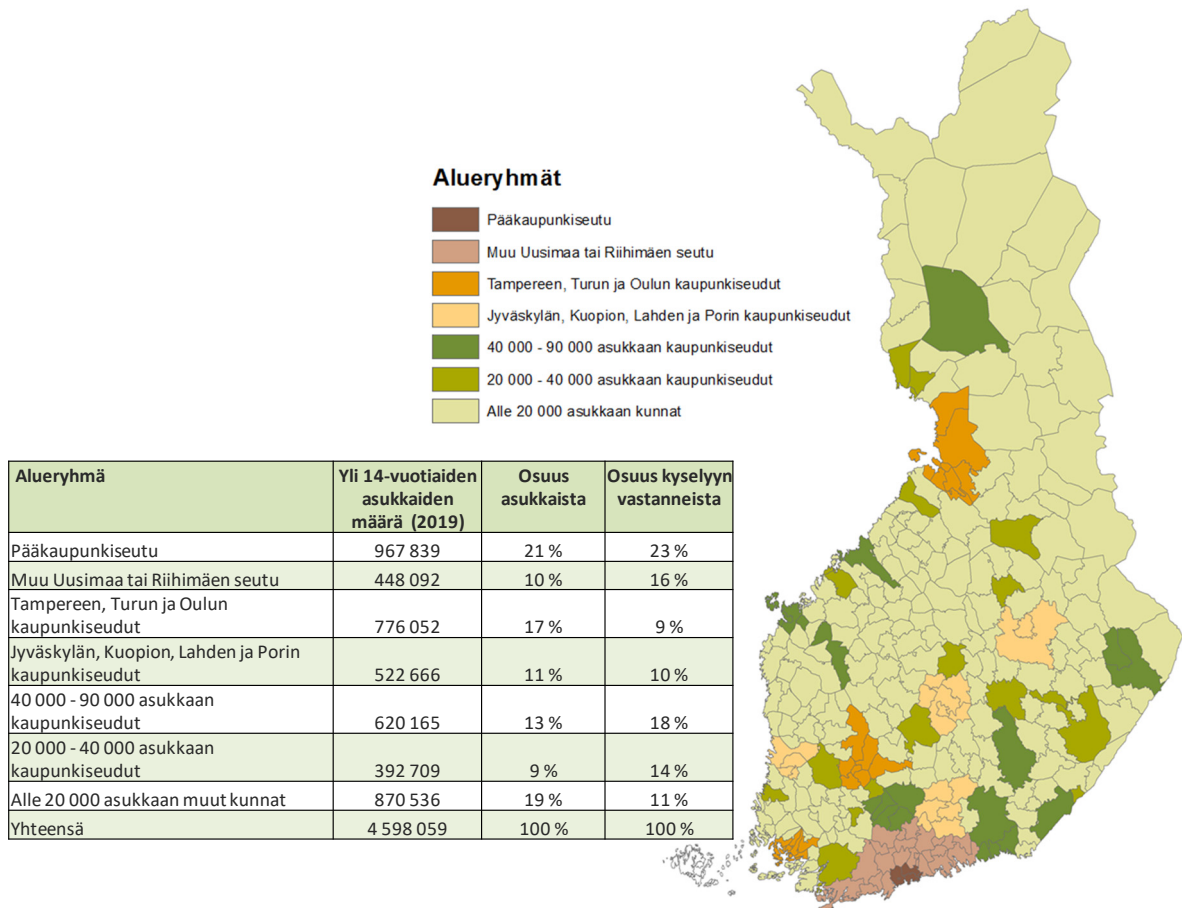 Alueryhmät
Pääkaupunkiseutu
Muu Uusimaa tai Riihimäen seutu
Tampereen, Turun ja Oulun kaupunkiseudut
Jyväskylän, Kuopion, Lahden ja Porin kaupunkiseudut
40 000 - 90 000 asukkaan kaupunkiseudut
20 000 - 40 000 asukkaan kaupunkiseudut
Alle 20 000 asukkaan kunnat
Alueryhmä Yli 14-vuotiaiden Osuus Osuus kyselyyn
asukkaiden asukkaista vastanneista
määrä (2019)
Pääkaupunkiseutu 967 839 21 % 23 %
Muu Uusimaa tai Riihimäen seutu 448 092 10 % 16 %
Tampereen, Turun ja Oulun
kaupunkiseudut 776 052 17 % 9 %
Jyväskylän, Kuopion, Lahden ja Porin
kaupunkiseudut 522 666 11 % 10 %
40 000 - 90 000 asukkaan
kaupunkiseudut 620 165 13 % 18 %
20 000 - 40 000 asukkaan
kaupunkiseudut 392 709 9 % 14 %
Alle 20 000 asukkaan muut kunnat 870 536 19 % 11 %
Yhteensä 4 598 059 100 % 100 %